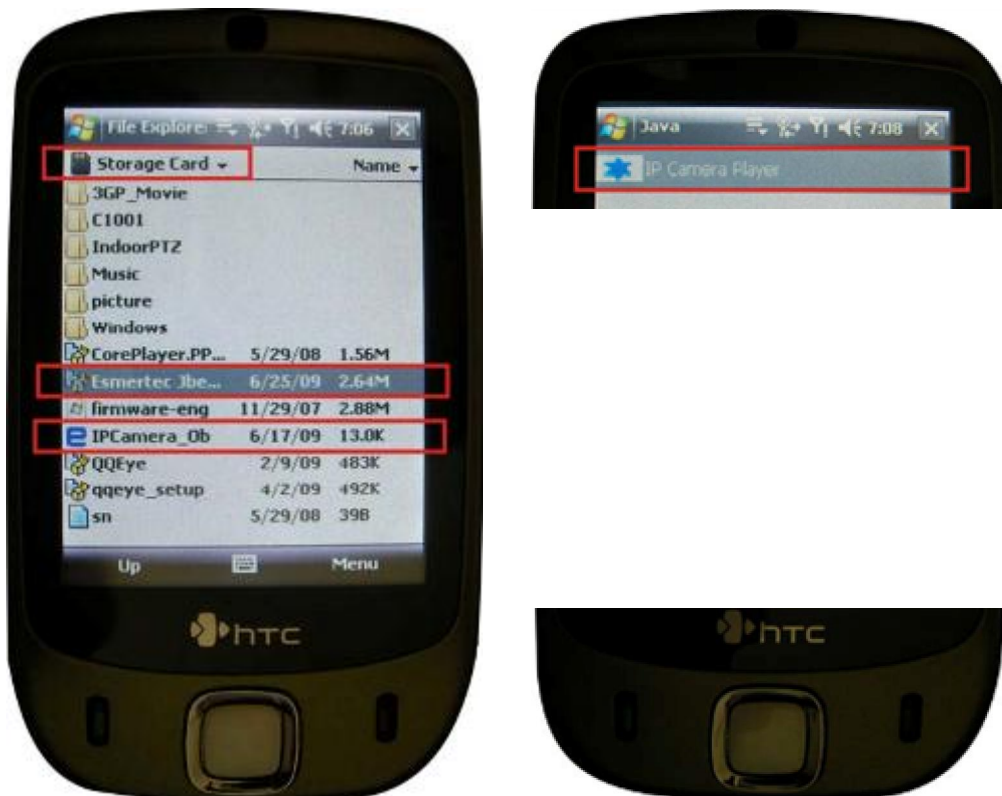 File Explorer 7:06
Storage Card Name
3GP_Movie
C1001
IndoorPTZ
Music
picture
Windows
CorePlayer.PP... 5/29/08 1.56M
Esmertec Jbe... 6/25/09 2.64M
firmware-eng 11/29/07 2.88M
IPCamera_Ob 6/17/09 13.0K
QQEye 2/9/09 483K
qqeye_setup 4/2/09 492K
sn 5/29/08 39B
Up Menu
hTC
Java 7:08
IP Camera Player
hTC